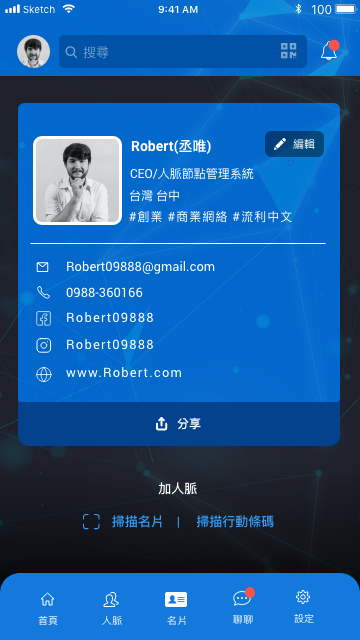 Sketch 9:41 AM 100
搜尋
Robert(丞唯) 編輯
CEO/人脈節點管理系統
台灣 台中
#創業 #商業網絡 #流利中文
Robert09888@gmail.com
0988-360166
Robert09888
Robert09888
www.Robert.com
分享
加人脈
掃描名片 | 掃描行動條碼
首頁 人脈 名片 聊聊 設定